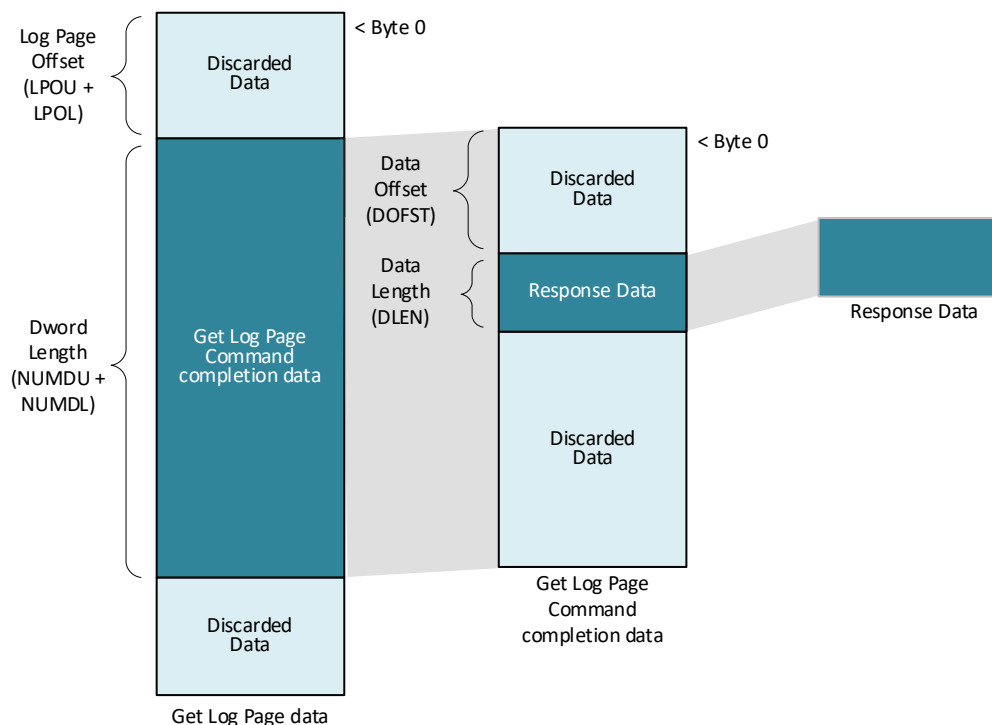 Log Page
Offset
(LPOU +
LPOL)
< Byte 0
Discarded
Data
Dword
Length
(NUMDU +
NUMDL)
Get Log Page
Command
completion data
Discarded
Data
Get Log Page data
Data
Offset
(DOFST)
< Byte 0
Discarded
Data
Data
Length
(DLEN)
Response Data
Discarded
Data
Get Log Page
Command
completion data
Response Data